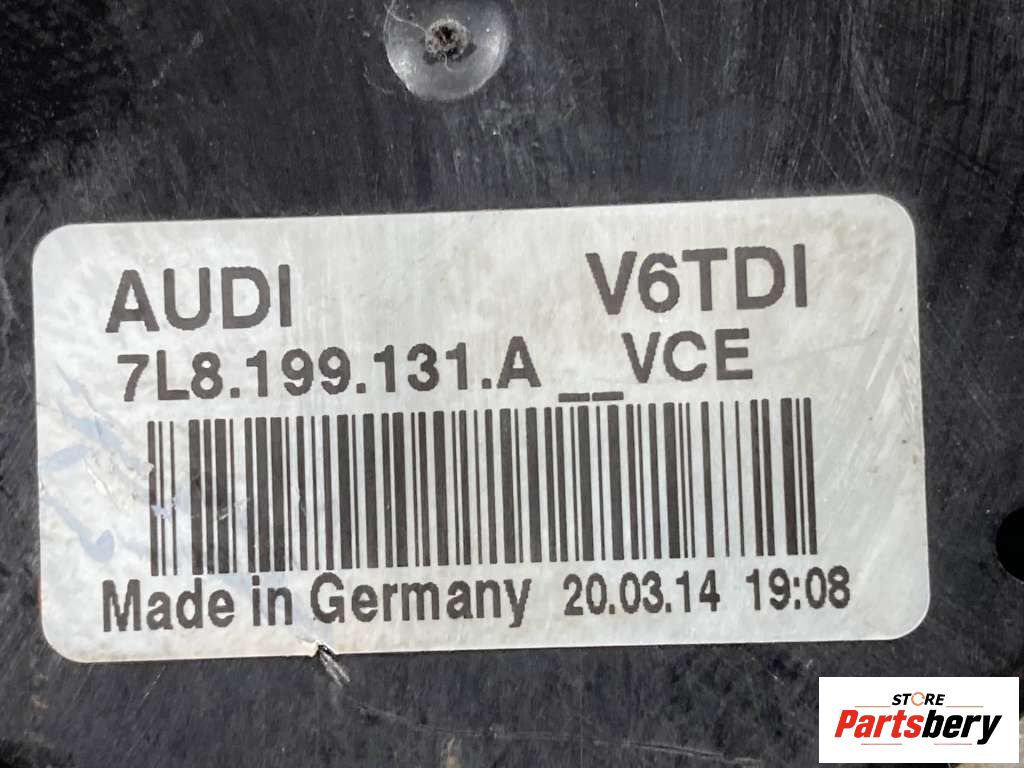 AUDI V6TDI
7L8.199.131.A __VCE
Made in Germany 20.03.14 19:08
STORE
Partsbery